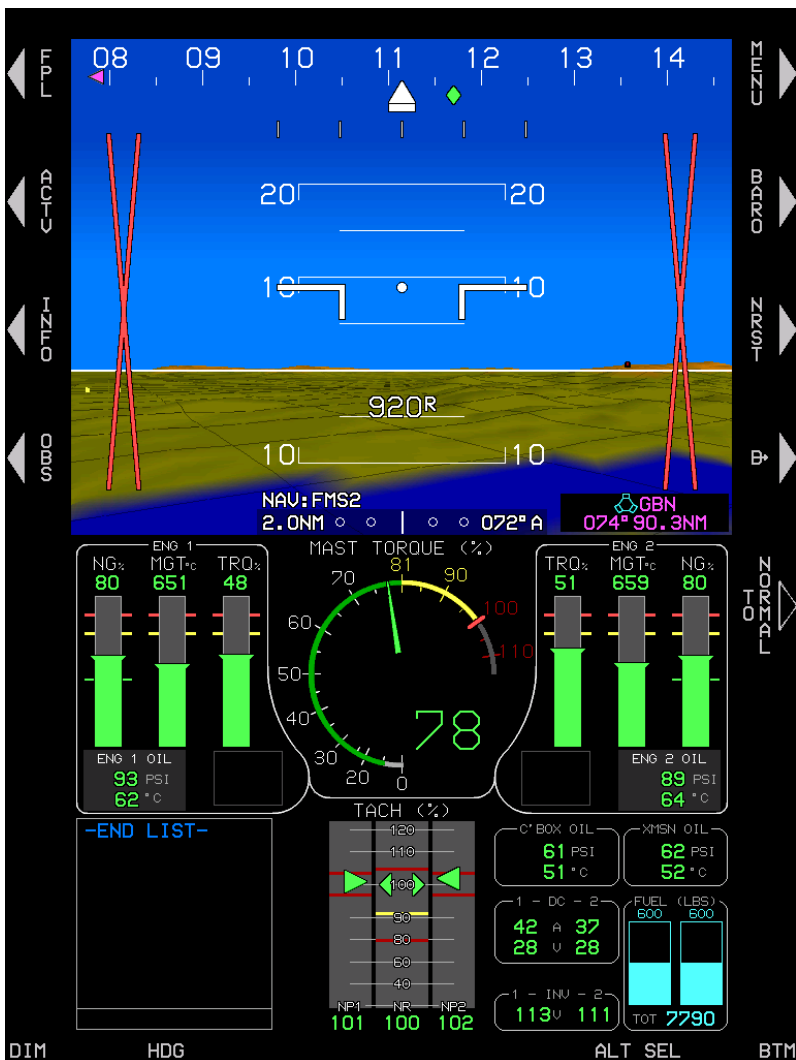 FPL
MENU
08 09 10 11 12 13 14
ACTV
BARO
20 20
10 10
INFO
NRST
920R
OBS
10 10
NAV:FMS2
2.0NM 072°A
GBN
074°90.3NM
ENG 1
NG% MGT°C TRQ%
80 651 48
MAST TORQUE (%)
ENG 2
TRQ% MGT°C NG%
51 659 80
NORMAL
TO
0 20 30 40 50 60 70 81 90 100 110
78
ENG 1 OIL
93 PSI
62 °C
ENG 2 OIL
89 PSI
64 °C
-END LIST-
TACH (%)
120
110
100
90
80
60
40
NP1 NR NP2
101 100 102
C'BOX OIL
61 PSI
51 °C
XMSN OIL
62 PSI
52 °C
1 - DC - 2
42 A 37
28 V 28
FUEL (LBS)
600 600
1 - INV - 2
113V 111
TOT 7790
DIM HDG ALT SEL BTM